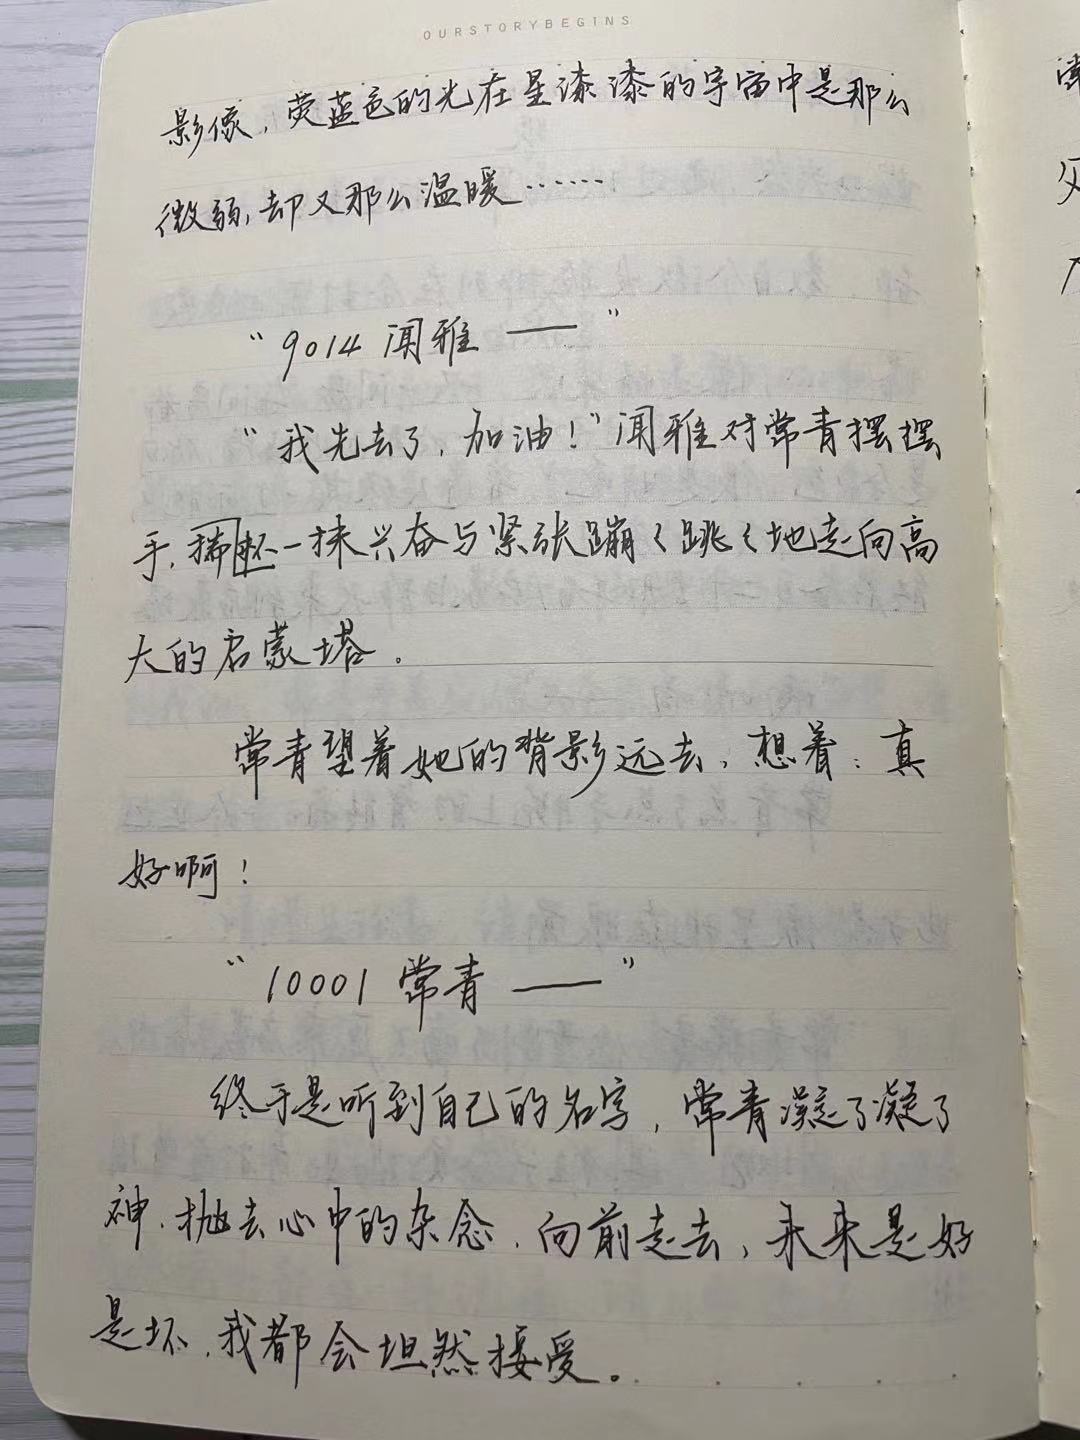 OURSTORYBEGINS
影像，荧蓝色的光在星漆漆的宇宙中是那么
微弱，却又那么温暖……
“9014 闻雅——”
“我先去了，加油！”闻雅对常青摆摆
手，怀一抹兴奋与紧张蹦〱跳〱地走向高
大的启蒙塔。
常青望着她的背影远去，想着：真
好啊！
“10001 常青——”
终于是听到自己的名字，常青凝了凝了
神，抛去心中的杂念，向前走去，未来是好
是坏，我都会坦然接受。